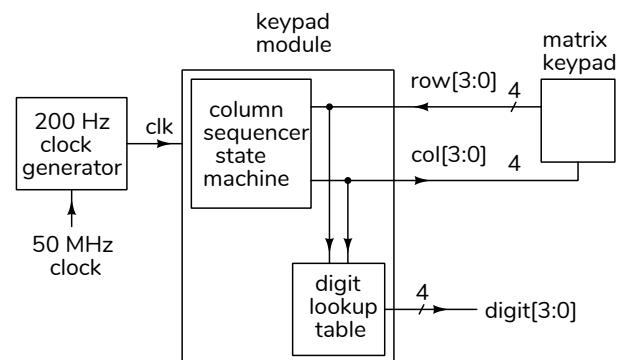 keypad
module
matrix
keypad
row[3:0]
4
column
sequencer
state
machine
200 Hz
clock
generator
clk
col[3:0]
4
50 MHz
clock
digit
lookup
table
4
digit[3:0]